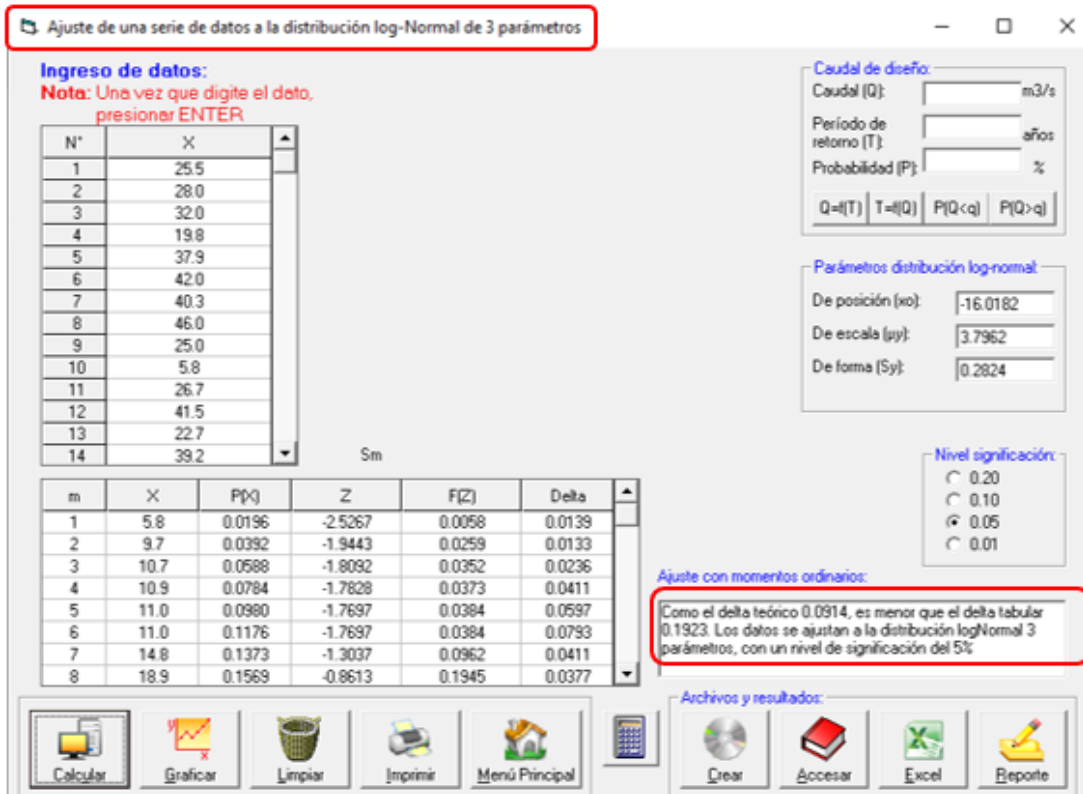 Ajuste de una serie de datos a la distribución log-Normal de 3 parámetros
Ingreso de datos:
Nota: Una vez que digite el dato,
presionar ENTER
N° X
1 25.5
2 28.0
3 32.0
4 19.8
5 37.9
6 42.0
7 40.3
8 46.0
9 25.0
10 5.8
11 26.7
12 41.5
13 22.7
14 39.2
Caudal de diseño:
Caudal (Q): m3/s
Período de
retorno (T): años
Probabilidad (P): %
Q=f(T) T=f(Q) P(Q<q) P(Q>q)
Parámetros distribución log-normal:
De posición (xo): -16.0182
De escala (µy): 3.7962
De forma (Sy): 0.2824
Sm
Nivel significación:
0.20
0.10
0.05
0.01
m X P(X) Z F(Z) Delta
1 5.8 0.0196 -2.5267 0.0058 0.0139
2 9.7 0.0392 -1.9443 0.0259 0.0133
3 10.7 0.0588 -1.8092 0.0352 0.0236
4 10.9 0.0784 -1.7828 0.0373 0.0411
5 11.0 0.0980 -1.7697 0.0384 0.0597
6 11.0 0.1176 -1.7697 0.0384 0.0793
7 14.8 0.1373 -1.3037 0.0962 0.0411
8 18.9 0.1569 -0.8613 0.1945 0.0377
Ajuste con momentos ordinarios:
Como el delta teórico 0.0914, es menor que el delta tabular
0.1923. Los datos se ajustan a la distribución logNormal 3
parámetros, con un nivel de significación del 5%
Archivos y resultados:
Calcular Graficar Limpiar Imprimir Menú Principal Crear Accesar Excel Reporte